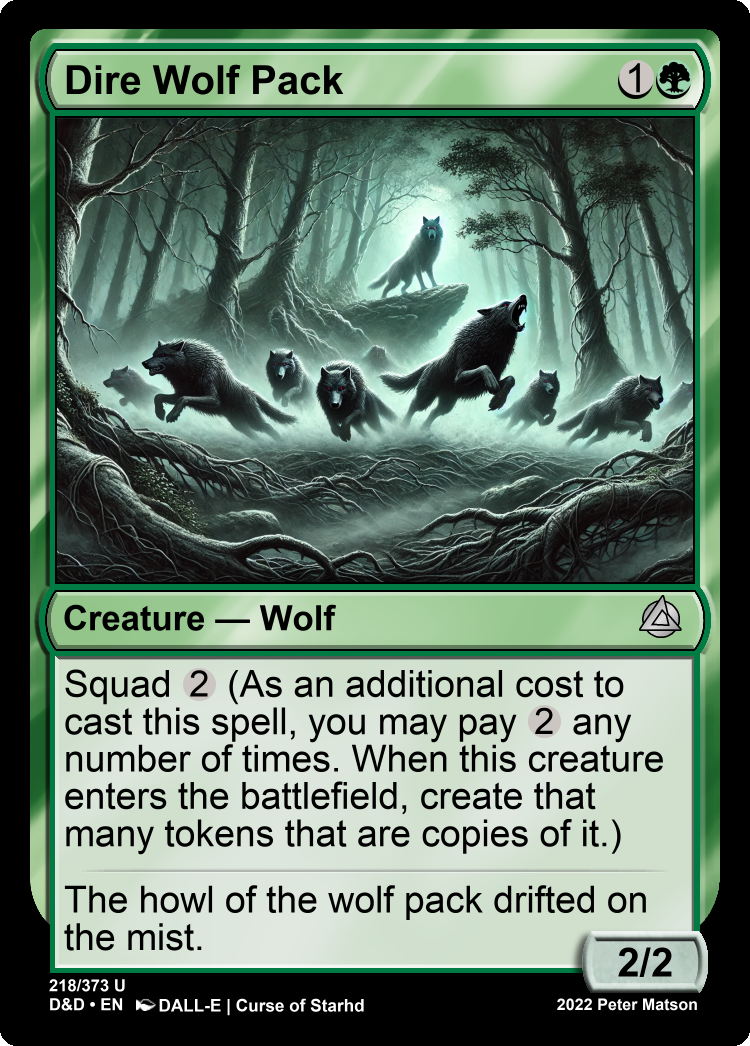 Dire Wolf Pack 1
Creature — Wolf
Squad 2 (As an additional cost to
cast this spell, you may pay 2 any
number of times. When this creature
enters the battlefield, create that
many tokens that are copies of it.)
The howl of the wolf pack drifted on
the mist.
2/2
218/373 U
D&D • EN DALL-E | Curse of Starhd
2022 Peter Matson